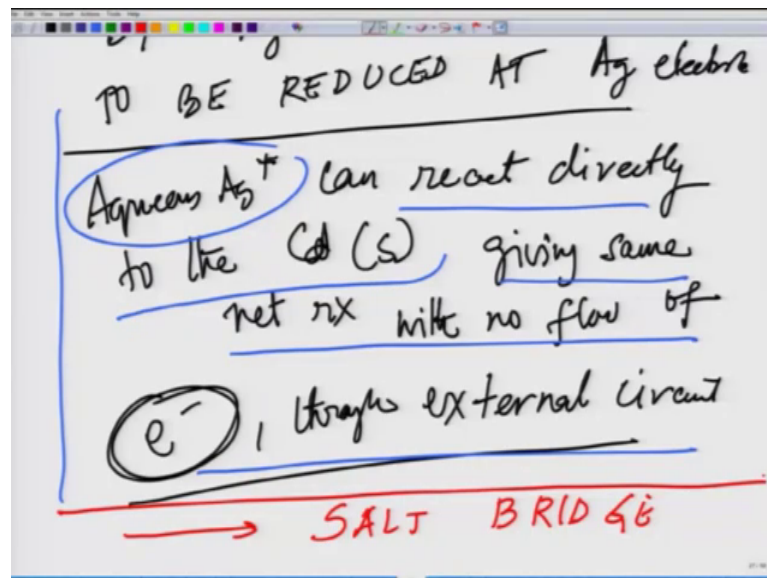 TO BE REDUCED AT Ag electrode
Aqueous Ag+ can react directly
to the Cd (s) giving same
net rx with no flow of
e-, through external circuit
→ SALT BRIDGE